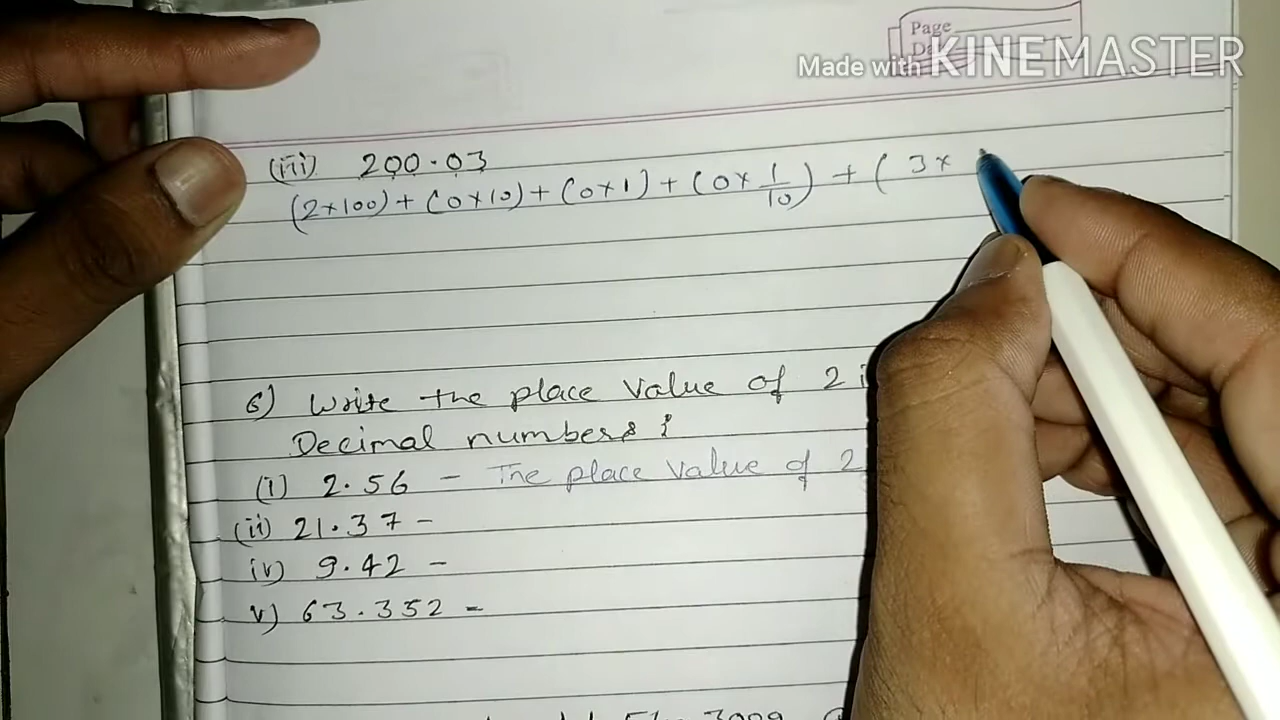 Page
Made with KINEMASTER
(iii) 200.03
(2×100) + (0×10) + (0×1) + (0× 1/10) + ( 3×
6) Write the place value of 2
Decimal numbers :
(i) 2.56 - The place value of 2
(ii) 21.37 -
iv) 9.42 -
v) 63.352 -